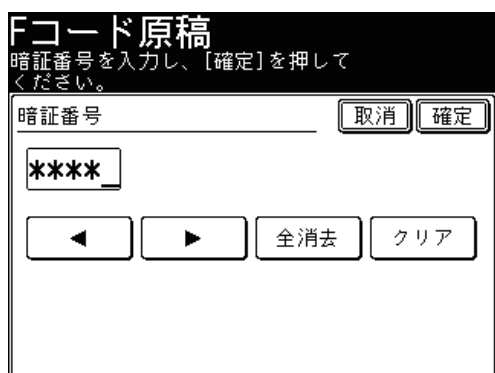 Fコード原稿
暗証番号を入力し、[確定]を押して
ください。
暗証番号 取消 確定
****_
◀ ▶ 全消去 クリア